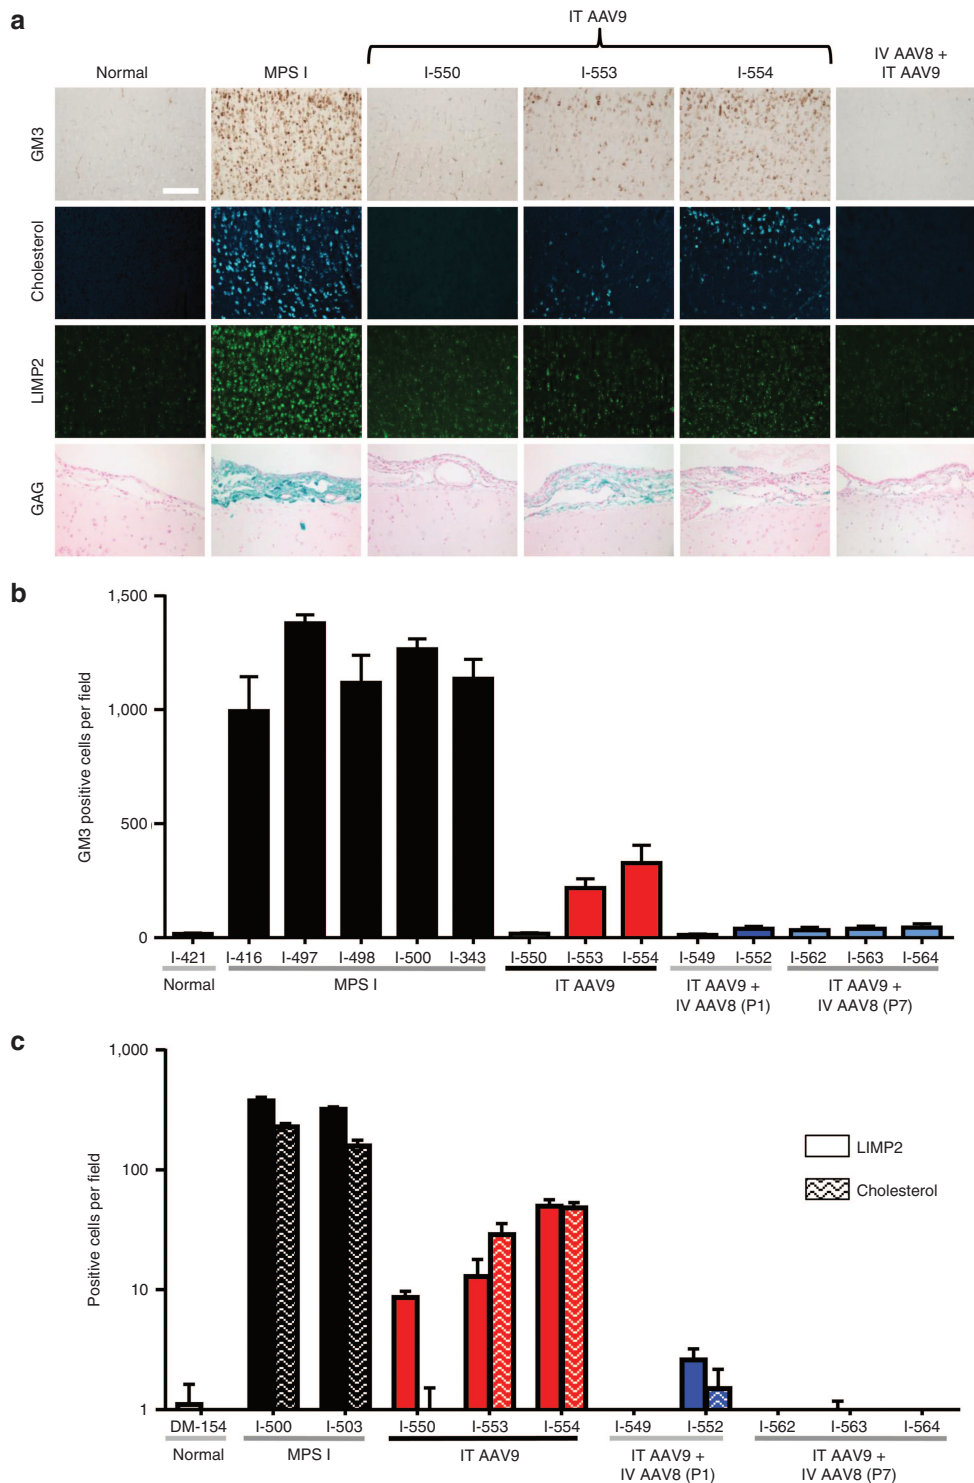 a
IT AAV9
Normal
MPS I
I-550
I-553
I-554
IV AAV8 +
IT AAV9
GM3
Cholesterol
LIMP2
GAG
b
GM3 positive cells per field
1,500
1,000
500
0
I-421
I-416
I-497
I-498
I-500
I-343
I-550
I-553
I-554
I-549
I-552
I-562
I-563
I-564
Normal
MPS I
IT AAV9
IT AAV9 +
IV AAV8 (P1)
IT AAV9 +
IV AAV8 (P7)
c
Positive cells per field
1,000
100
10
1
LIMP2
Cholesterol
DM-154
I-500
I-503
I-550
I-553
I-554
I-549
I-552
I-562
I-563
I-564
Normal
MPS I
IT AAV9
IT AAV9 +
IV AAV8 (P1)
IT AAV9 +
IV AAV8 (P7)